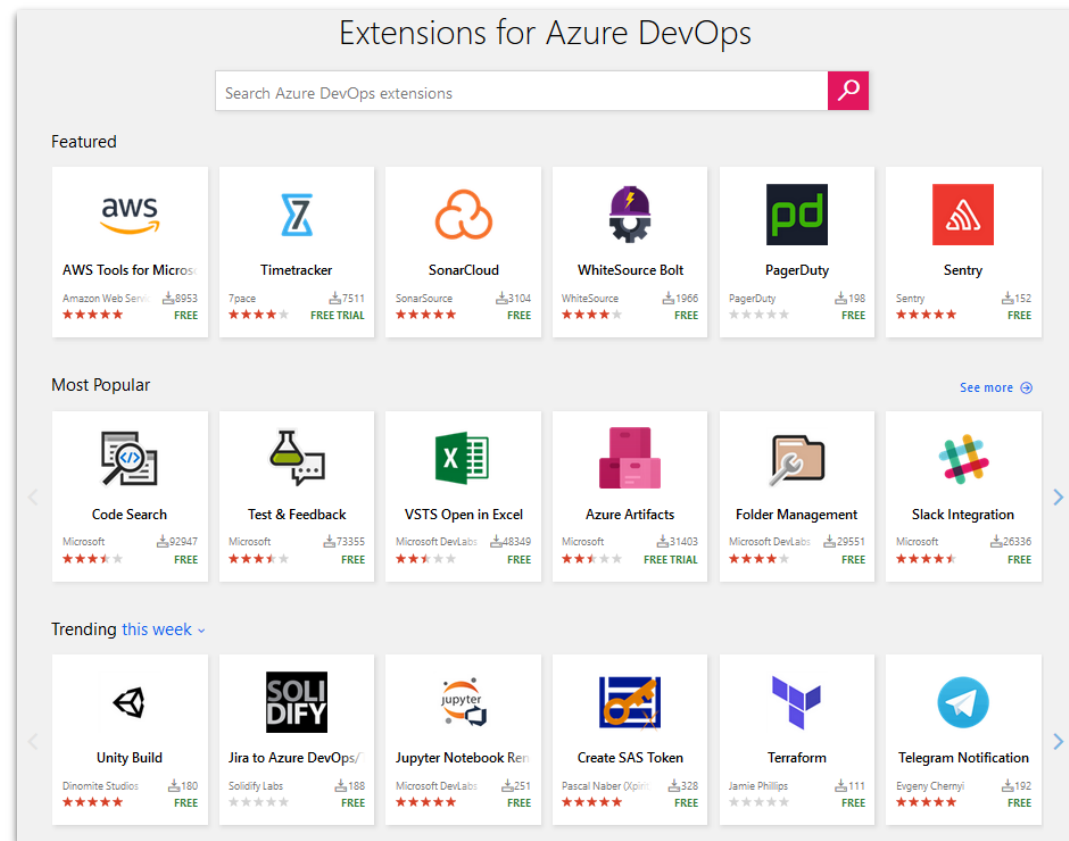 Extensions for Azure DevOps
Search Azure DevOps extensions
Featured
aws
7
pd
AWS Tools for Micros
Timetracker
SonarCloud
WhiteSource Bolt
PagerDuty
Sentry
Amazon Web Servic 8953
7pace 7511
SonarSource 3104
WhiteSource 1966
PagerDuty 198
Sentry 152
FREE
FREE TRIAL
FREE
FREE
FREE
FREE
Most Popular
See more
</>
X
Code Search
Test & Feedback
VSTS Open in Excel
Azure Artifacts
Folder Management
Slack Integration
Microsoft 92947
Microsoft 73355
Microsoft DevLabs 48349
Microsoft 31403
Microsoft DevLabs 29551
Microsoft 26336
FREE
FREE
FREE
FREE TRIAL
FREE
FREE
Trending this week
SOLI
DIFY
jupyter
Unity Build
Jira to Azure DevOps/
Jupyter Notebook Ren
Create SAS Token
Terraform
Telegram Notification
Dinomite Studios 180
Solidify Labs 188
Microsoft DevLabs 251
Pascal Naber (Xpirit 328
Jamie Phillips 111
Evgeny Chernyi 192
FREE
FREE
FREE
FREE
FREE
FREE